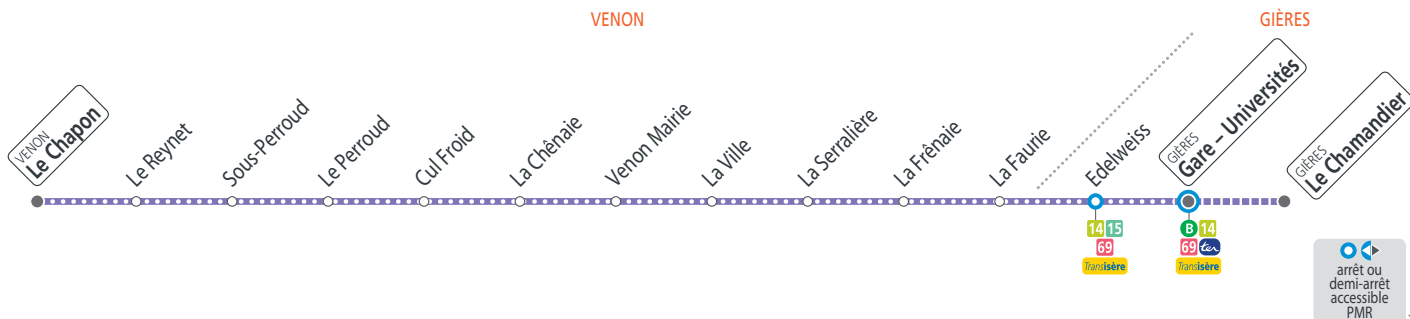 VENON
GIÈRES
VENON
Le Chapon
Le Reynet
Sous-Perroud
Le Perroud
Cul Froid
La Chênaie
Venon Mairie
La Ville
La Serralière
La Frênaie
La Faurie
Edelweiss
GIÈRES
Gare – Universités
GIÈRES
Le Chamandier
14 15
69
Transisère
B 14
69 ter
Transisère
arrêt ou
demi-arrêt
accessible
PMR